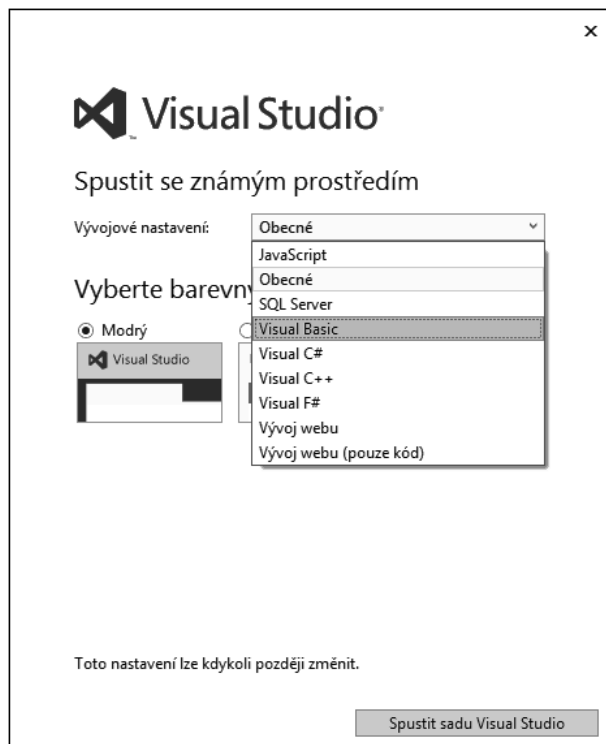 ×
Visual Studio
Spustit se známým prostředím
Vývojové nastavení:
Obecné
JavaScript
Obecné
SQL Server
Visual Basic
Visual C#
Visual C++
Visual F#
Vývoj webu
Vývoj webu (pouze kód)
Vyberte barevn
Modrý
Visual Studio
Toto nastavení lze kdykoli později změnit.
Spustit sadu Visual Studio